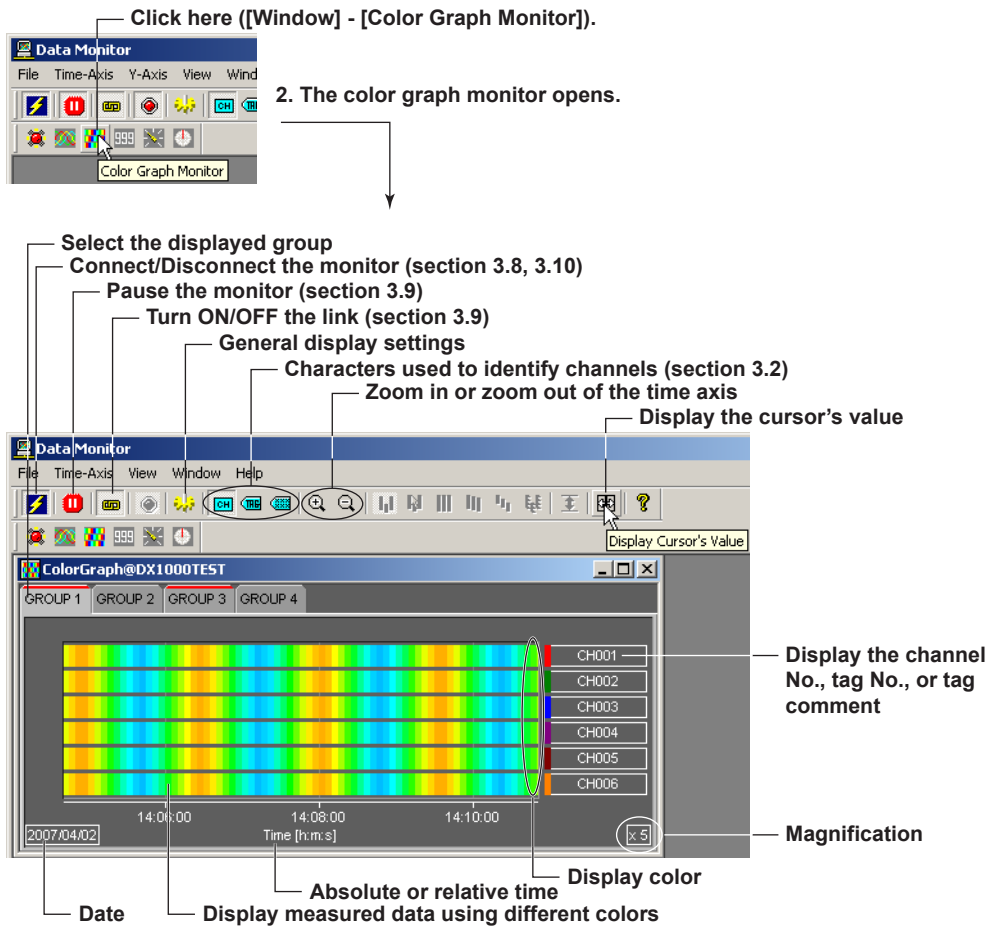 Click here ([Window] - [Color Graph Monitor]).
Data Monitor
File Time-Axis Y-Axis View Wind
CH TAG
999
Color Graph Monitor
2. The color graph monitor opens.
Select the displayed group
Connect/Disconnect the monitor (section 3.8, 3.10)
Pause the monitor (section 3.9)
Turn ON/OFF the link (section 3.9)
General display settings
Characters used to identify channels (section 3.2)
Zoom in or zoom out of the time axis
Display the cursor's value
Data Monitor
File Time-Axis View Window Help
CH TAG
999
Display Cursor's Value
ColorGraph@DX1000TEST
GROUP 1 GROUP 2 GROUP 3 GROUP 4
CH001
CH002
CH003
CH004
CH005
CH006
Display the channel
No., tag No., or tag
comment
14:06:00 14:08:00 14:10:00
2007/04/02 Time [h:m:s] x 5
Magnification
Display color
Absolute or relative time
Date Display measured data using different colors